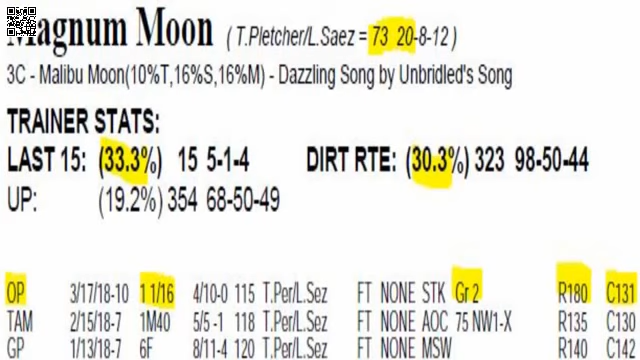 Magnum Moon ( T.Pletcher/L.Saez = 73 20-8-12 )
3C - Malibu Moon(10%T,16%S,16%M) - Dazzling Song by Unbridled's Song
TRAINER STATS:
LAST 15: (33.3%) 15 5-1-4 DIRT RTE: (30.3%) 323 98-50-44
UP: (19.2%) 354 68-50-49
OP 3/17/18-10 1 1/16 4/10-0 115 T.Per/L.Sez FT NONE STK Gr 2 R180 C131
TAM 2/15/18-7 1M40 5/5 -1 118 T.Per/L.Sez FT NONE AOC 75 NW1-X R135 C130
GP 1/13/18-7 6F 8/11-4 120 T.Per/L.Sez FT NONE MSW R140 C142